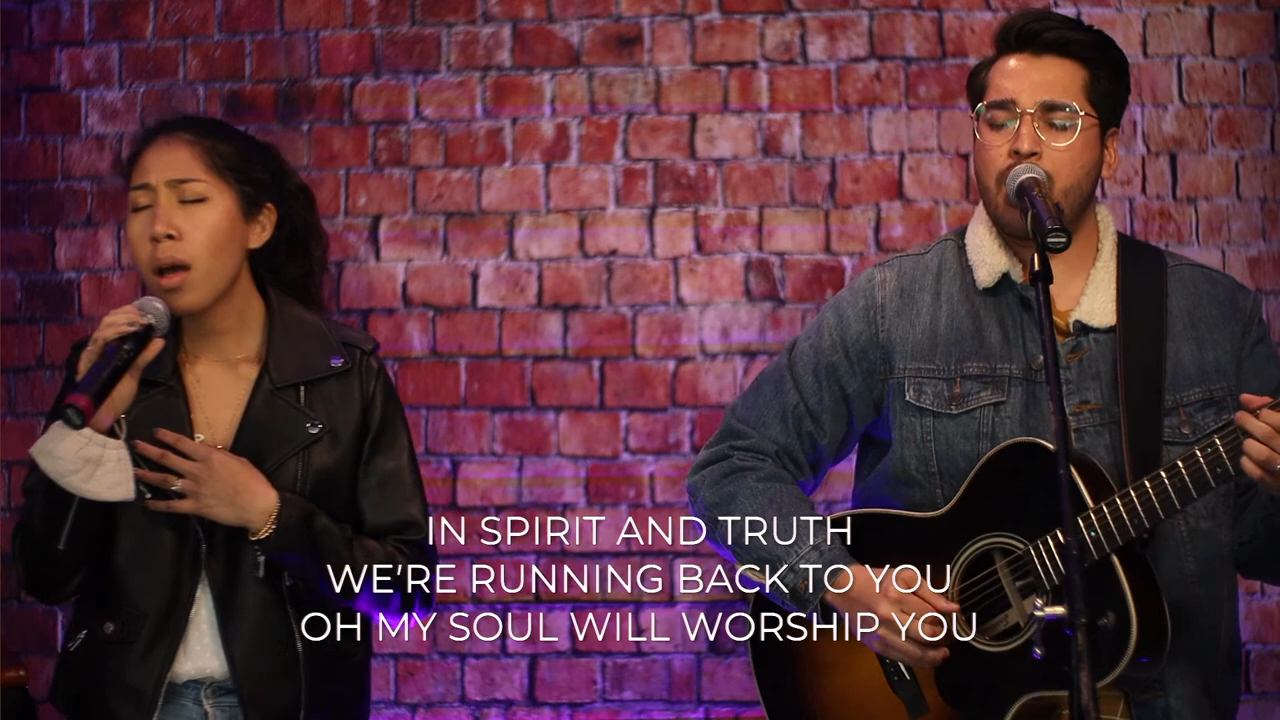 IN SPIRIT AND TRUTH
WE'RE RUNNING BACK TO YOU
OH MY SOUL WILL WORSHIP YOU